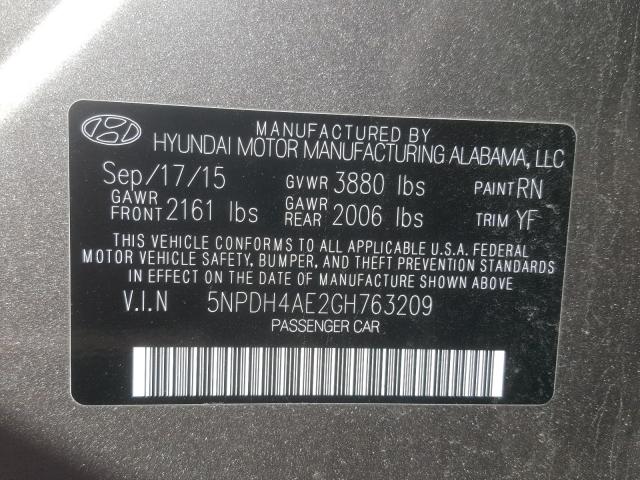 MANUFACTURED BY
HYUNDAI MOTOR MANUFACTURING ALABAMA, LLC
Sep/17/15 GVWR 3880 lbs PAINT RN
GAWR FRONT 2161 lbs GAWR REAR 2006 lbs TRIM YF
THIS VEHICLE CONFORMS TO ALL APPLICABLE U.S.A. FEDERAL
MOTOR VEHICLE SAFETY, BUMPER, AND THEFT PREVENTION STANDARDS
IN EFFECT ON THE DATE OF MANUFACTURE SHOWN ABOVE
V.I.N 5NPDH4AE2GH763209
PASSENGER CAR